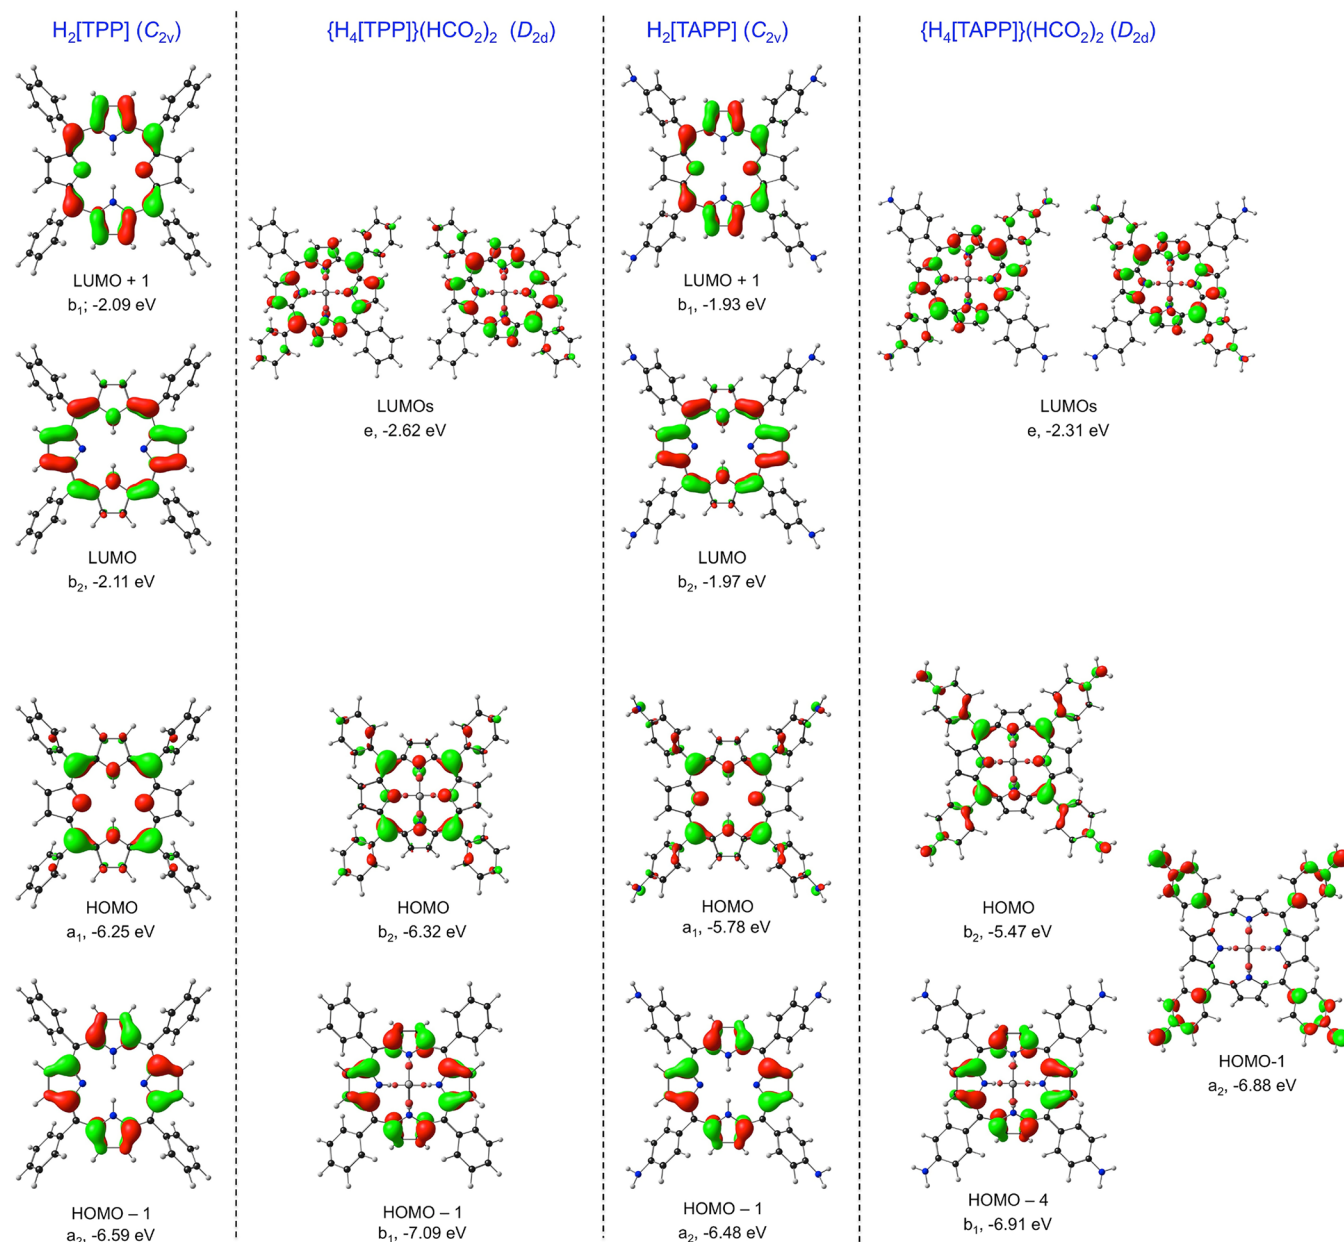 H₂[TPP] (C₂ᵥ)
{H₄[TPP]}(HCO₂)₂ (D₂d)
H₂[TAPP] (C₂ᵥ)
{H₄[TAPP]}(HCO₂)₂ (D₂d)
LUMO + 1
b₁; -2.09 eV
LUMO
b₂, -2.11 eV
HOMO
a₁, -6.25 eV
HOMO – 1
a₂, -6.59 eV
LUMOs
e, -2.62 eV
HOMO
b₂, -6.32 eV
HOMO – 1
b₁, -7.09 eV
LUMO + 1
b₁, -1.93 eV
LUMO
b₂, -1.97 eV
HOMO
a₁, -5.78 eV
HOMO – 1
a₂, -6.48 eV
LUMOs
e, -2.31 eV
HOMO
b₂, -5.47 eV
HOMO-1
a₂, -6.88 eV
HOMO – 4
b₁, -6.91 eV